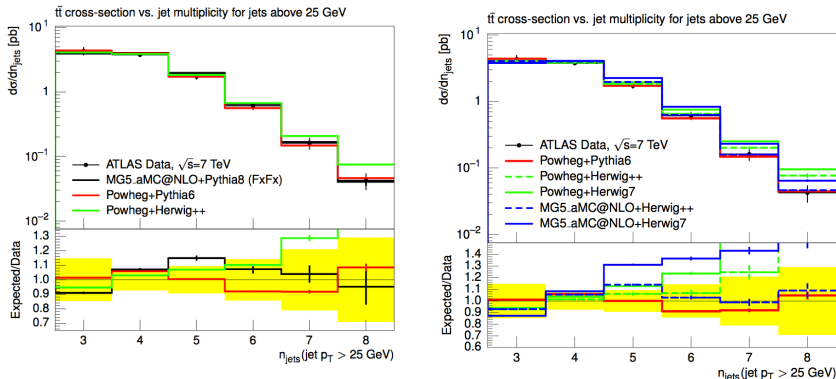 tt̄ cross-section vs. jet multiplicity for jets above 25 GeV
dσ/dn_jets [pb]
10
1
10⁻¹
10⁻²
ATLAS Data, √s=7 TeV
MG5_aMC@NLO+Pythia8 (FxFx)
Powheg+Pythia6
Powheg+Herwig++
Expected/Data
1.3
1.2
1.1
1.0
0.9
0.8
0.7
3 4 5 6 7 8
n_jets(jet p_T > 25 GeV)
tt̄ cross-section vs. jet multiplicity for jets above 25 GeV
dσ/dn_jets [pb]
10¹
1
10⁻¹
10⁻²
ATLAS Data, √s=7 TeV
Powheg+Pythia6
Powheg+Herwig++
Powheg+Herwig7
MG5_aMC@NLO+Herwig++
MG5_aMC@NLO+Herwig7
Expected/Data
1.4
1.3
1.2
1.1
1.0
0.9
0.8
0.7
0.6
3 4 5 6 7 8
n_jets(jet p_T > 25 GeV)